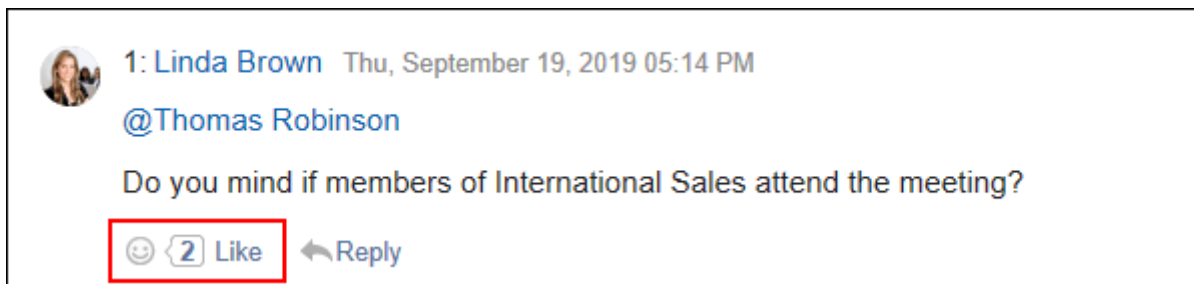 1: Linda Brown Thu, September 19, 2019 05:14 PM
@Thomas Robinson
Do you mind if members of International Sales attend the meeting?
2 Like Reply